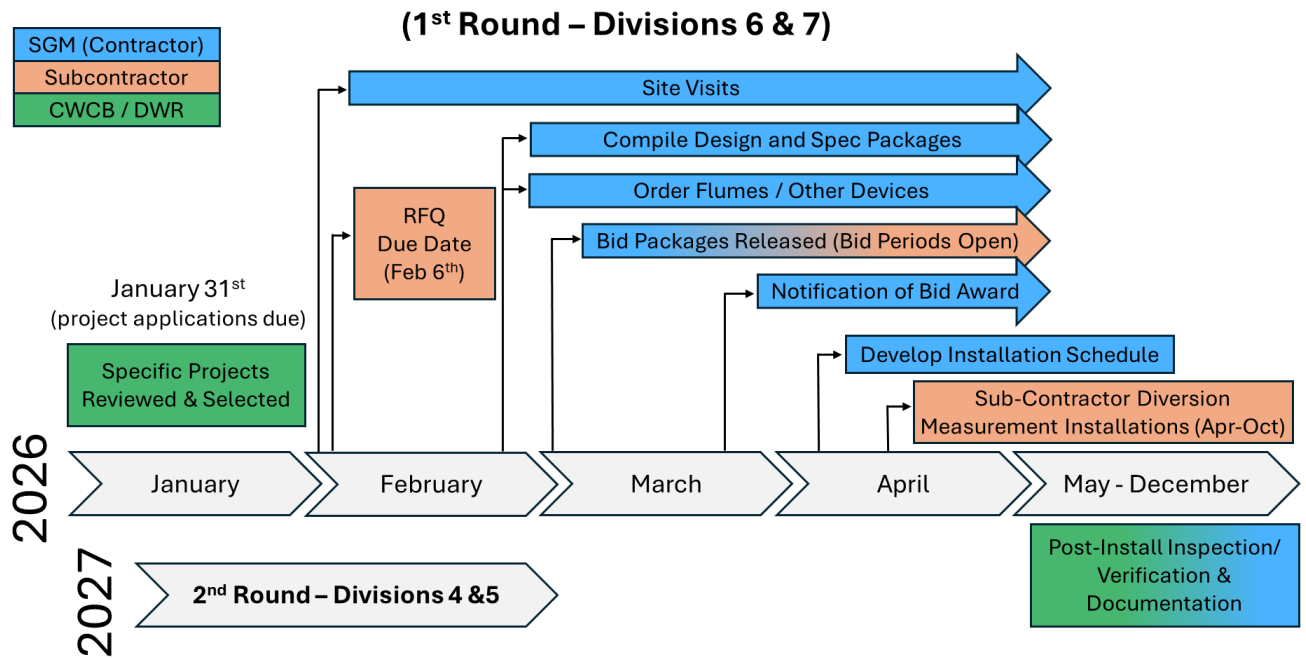 (1st Round – Divisions 6 & 7)
SGM (Contractor)
Subcontractor
CWCB / DWR
Site Visits
Compile Design and Spec Packages
Order Flumes / Other Devices
RFQ
Due Date
(Feb 6th)
Bid Packages Released (Bid Periods Open)
Notification of Bid Award
January 31st
(project applications due)
Specific Projects
Reviewed & Selected
Develop Installation Schedule
Sub-Contractor Diversion
Measurement Installations (Apr-Oct)
2026
January
February
March
April
May - December
Post-Install Inspection/
Verification &
Documentation
2027
2nd Round – Divisions 4 &5